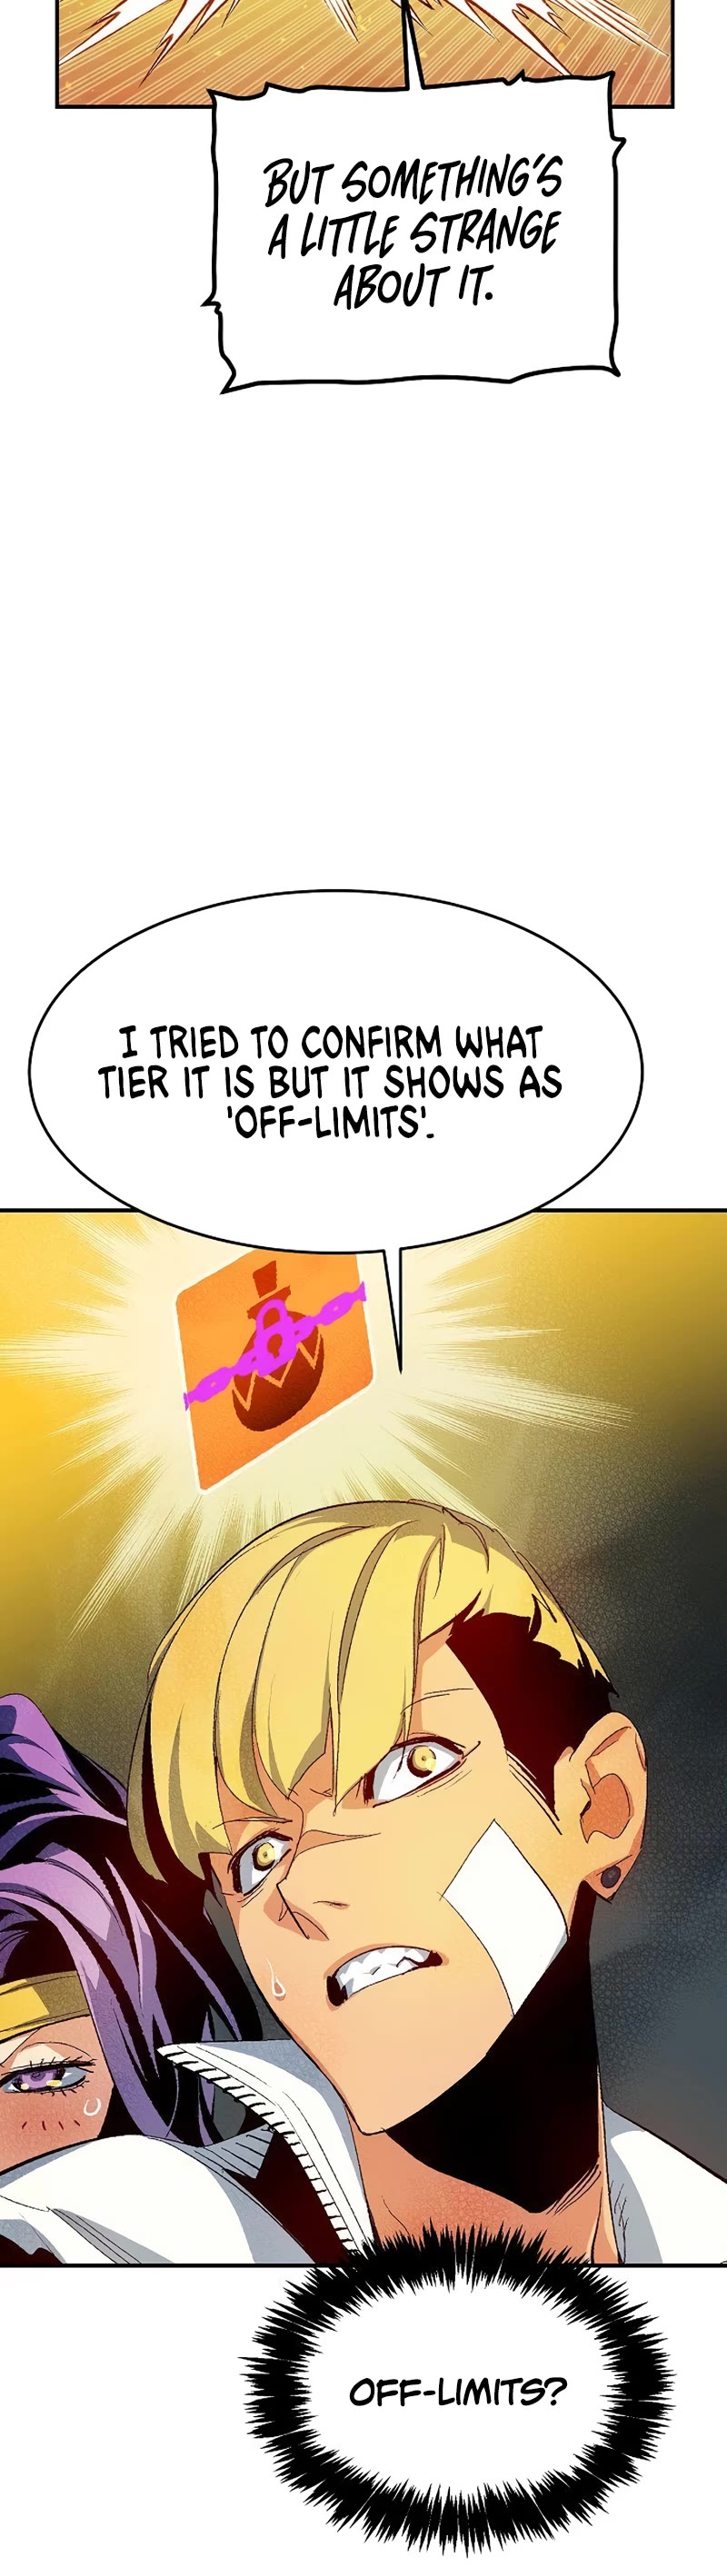 BUT SOMETHING'S
A LITTLE STRANGE
ABOUT IT.
I TRIED TO CONFIRM WHAT
TIER IT IS BUT IT SHOWS AS
'OFF-LIMITS'.
OFF-LIMITS?